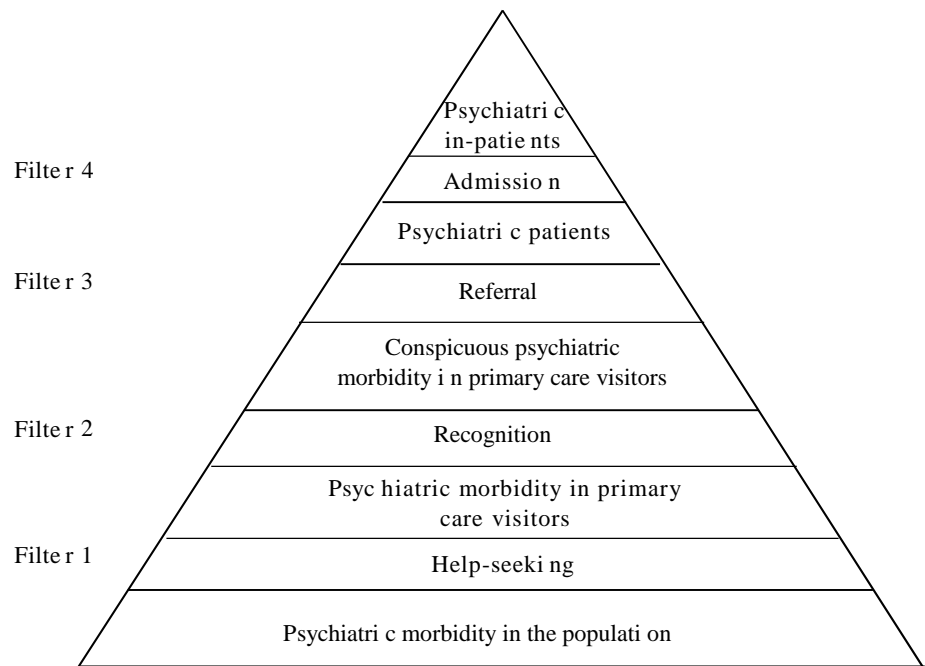 Psychiatri c
in-patie nts
Filte r 4
Admissio n
Psychiatri c patients
Filte r 3
Referral
Conspicuous psychiatric
morbidity i n primary care visitors
Filte r 2
Recognition
Psyc hiatric morbidity in primary
care visitors
Filte r 1
Help-seeki ng
Psychiatri c morbidity in the populati on